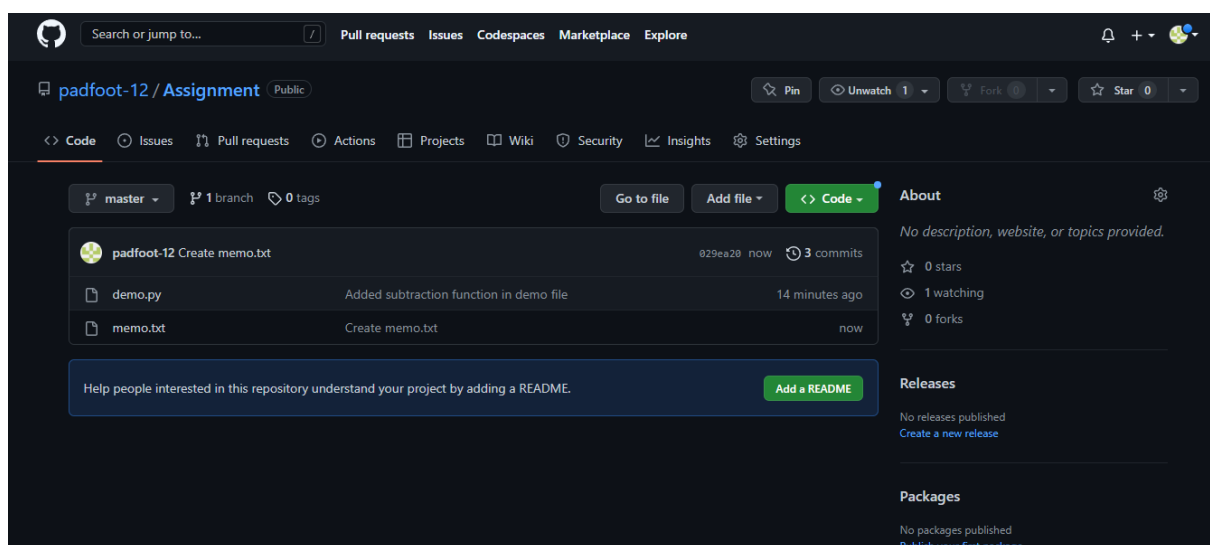 Search or jump to... / Pull requests Issues Codespaces Marketplace Explore
padfoot-12 / Assignment Public Pin Unwatch 1 Fork 0 Star 0
Code Issues Pull requests Actions Projects Wiki Security Insights Settings
master 1 branch 0 tags Go to file Add file Code
padfoot-12 Create memo.txt 029ea20 now 3 commits
demo.py Added subtraction function in demo file 14 minutes ago
memo.txt Create memo.txt now
Help people interested in this repository understand your project by adding a README. Add a README
About
No description, website, or topics provided.
0 stars
1 watching
0 forks
Releases
No releases published
Create a new release
Packages
No packages published
Publish your first package